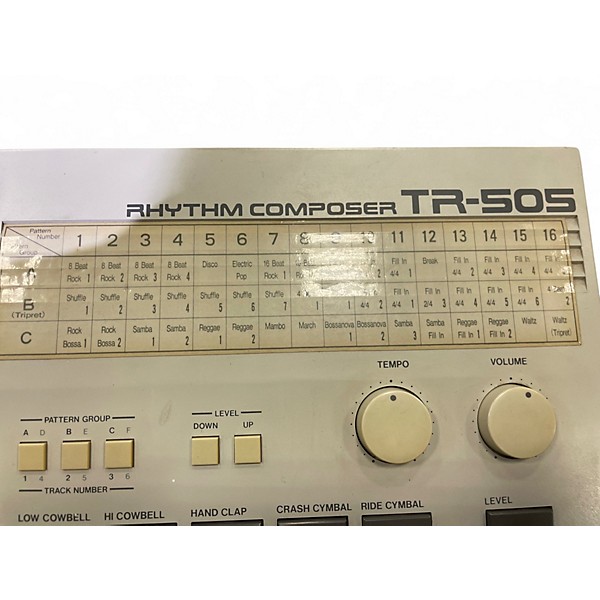 RHYTHM COMPOSER TR-505
Pattern Number 1 2 3 4 5 6 7 8 9 10 11 12 13 14 15 16
Group
8 Beat Rock 1 8 Beat Rock 2 8 Beat Rock 3 8 Beat Rock 4 Disco Electric Pop 16 Beat Rock 1 Fill In 4/4 1 Break Fill In 4/4 2 Fill In 4/4 3 Fill In 4/4
B (Tripret) Shuffle 1 Shuffle 2 Shuffle 3 Shuffle 4 Shuffle 5 Shuffle 6 Shuffle 7 1 4/4 2 Fill In 4/4 1 Fill In 2/4 3 Fill In 4/4 4 Fill In 4/4 5 Fill In 4/4 6 2
C Rock Bossa 1 Rock Bossa 2 Samba 1 Samba 2 Reggae 1 Reggae 2 Mambo March Bossanova 1 Bossanova 2 Samba 3 Samba Fill In Reggae Fill In 1 Reggae Fill In 2 Waltz Waltz (Tripret)
TEMPO VOLUME
PATTERN GROUP LEVEL
A D B E C F DOWN UP
1 4 2 5 3 6
TRACK NUMBER
LOW COWBELL HI COWBELL HAND CLAP CRASH CYMBAL RIDE CYMBAL LEVEL